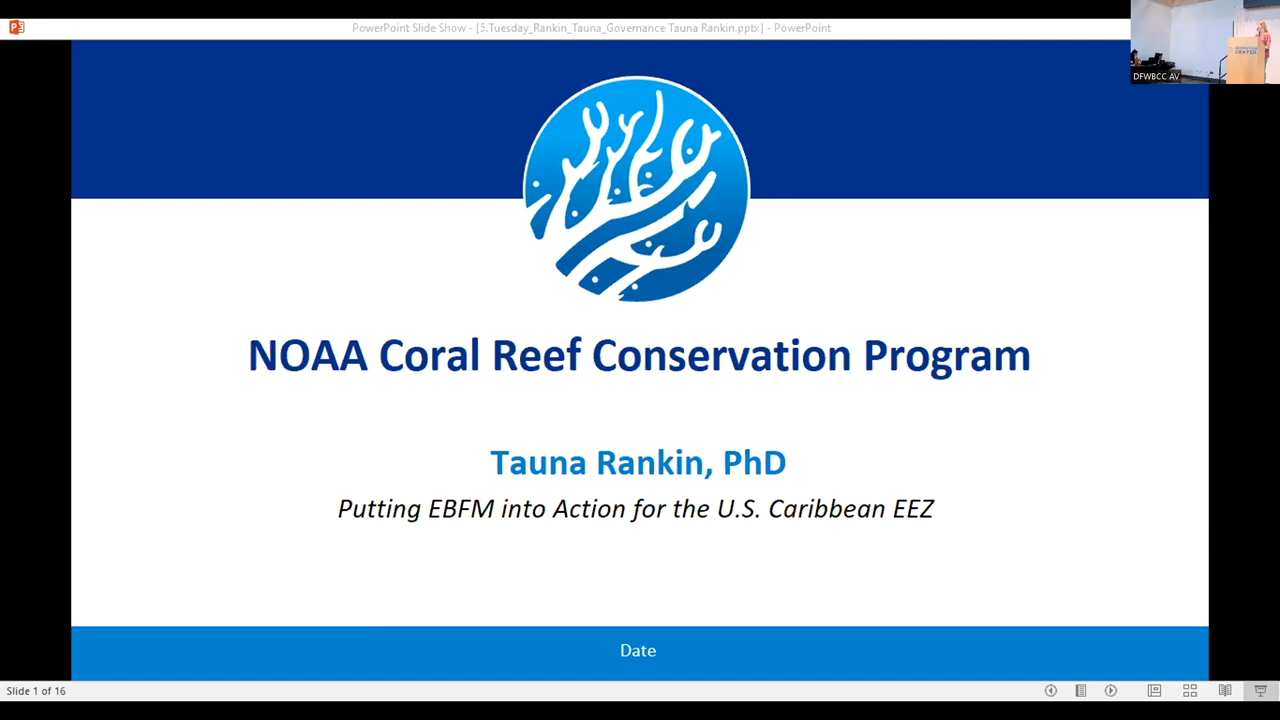 PowerPoint Slide Show - [5.Tuesday_Rankin_Tauna_Governance Tauna Rankin.pptx] - PowerPoint
DFWBCC AV
NOAA Coral Reef Conservation Program
Tauna Rankin, PhD
Putting EBFM into Action for the U.S. Caribbean EEZ
Date
Slide 1 of 16